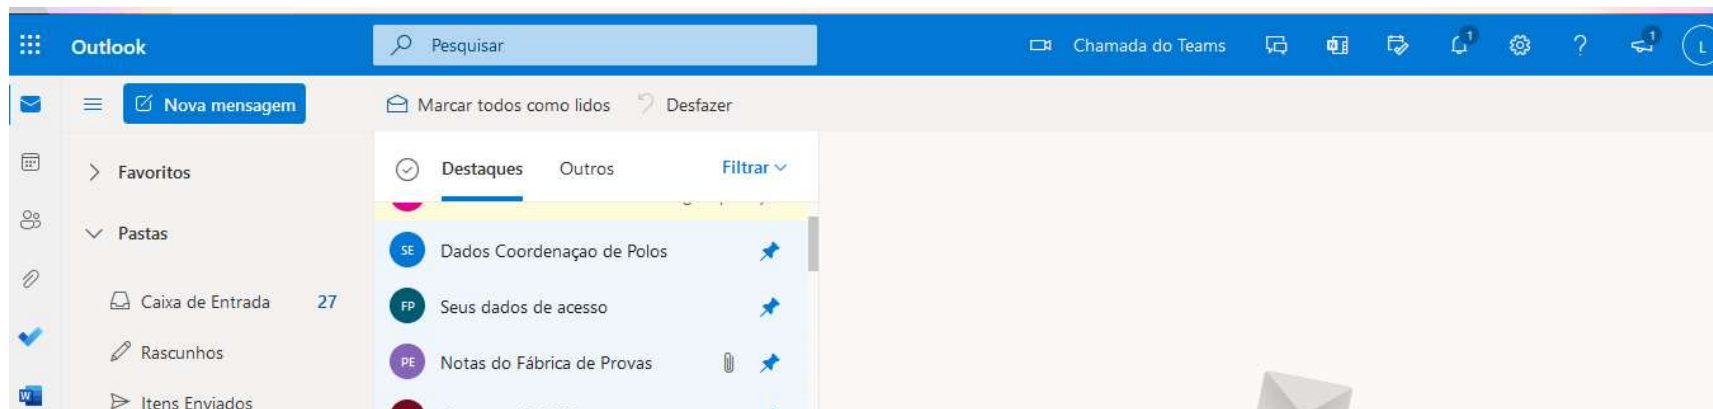 Outlook
Pesquisar
Chamada do Teams
1
1
L
Nova mensagem
Marcar todos como lidos
Desfazer
Favoritos
Destaques
Outros
Filtrar
Pastas
SE
Dados Coordenaçao de Polos
Caixa de Entrada
27
FP
Seus dados de acesso
Rascunhos
PE
Notas do Fábrica de Provas
W
Itens Enviados